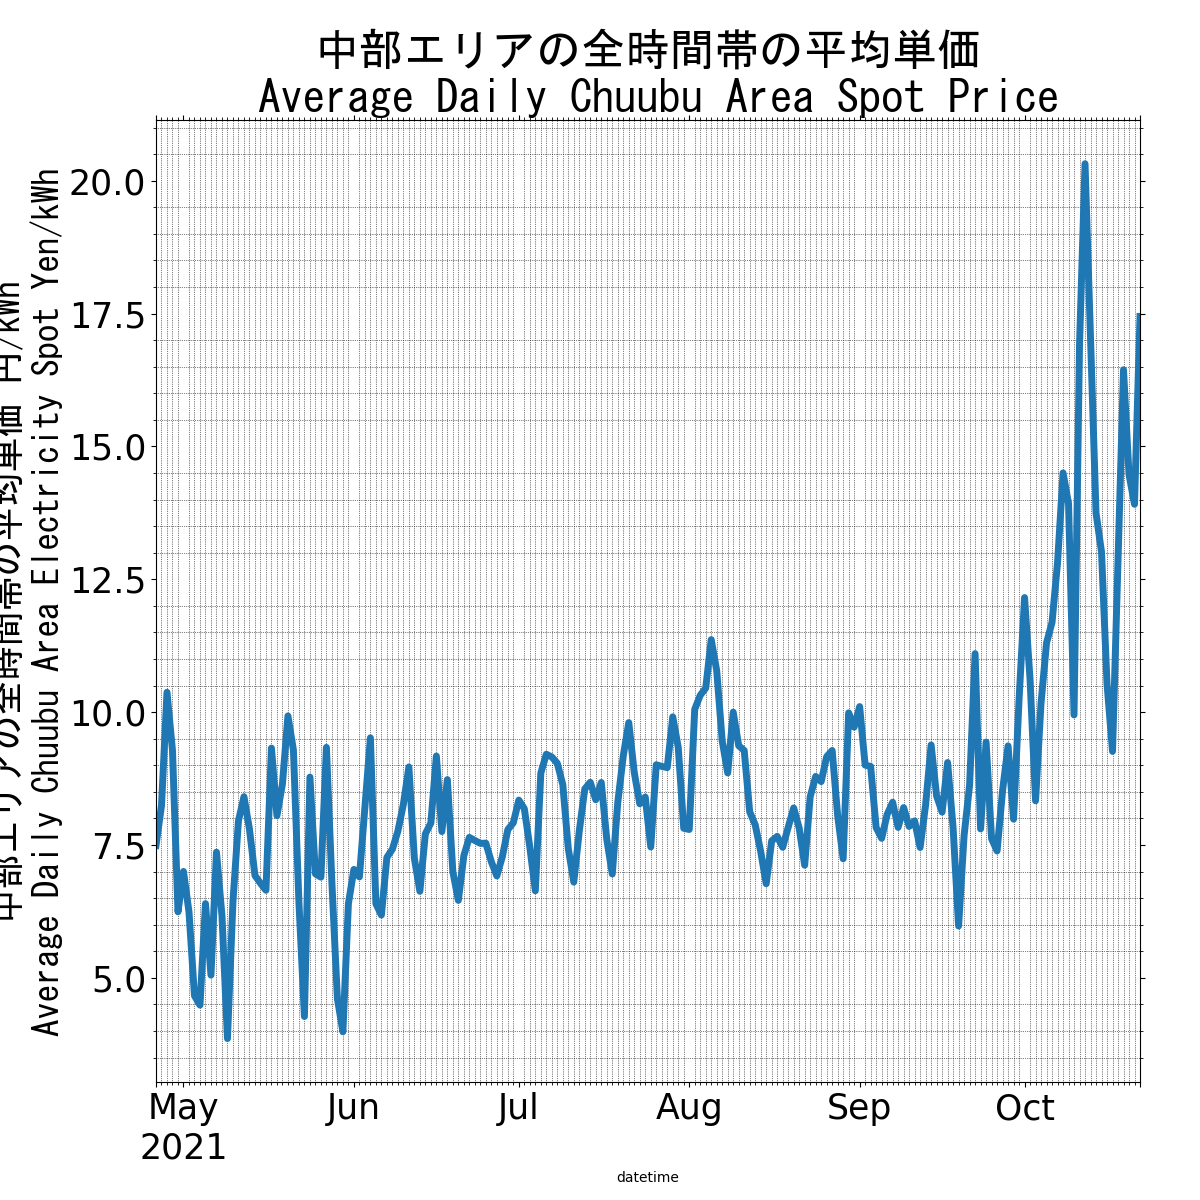 中部エリアの全時間帯の平均単価
Average Daily Chuubu Area Spot Price
中部エリアの全時間帯の平均単価 円/kWh
Average Daily Chuubu Area Electricity Spot Yen/kWh
20.0
17.5
15.0
12.5
10.0
7.5
5.0
May Jun Jul Aug Sep Oct
2021
datetime